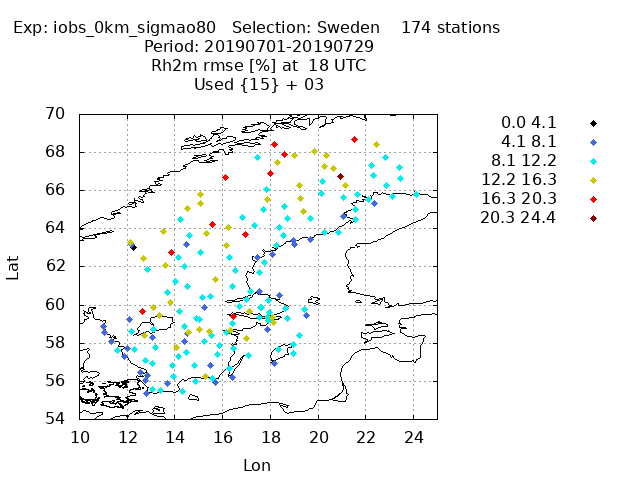 Exp: iobs_0km_sigmao80   Selection: Sweden    174 stations
Period: 20190701-20190729
Rh2m rmse [%] at  18 UTC
Used {15} + 03
70
68
66
64
62
60
58
56
54
10 12 14 16 18 20 22 24
Lat
Lon
0.0 4.1
4.1 8.1
8.1 12.2
12.2 16.3
16.3 20.3
20.3 24.4